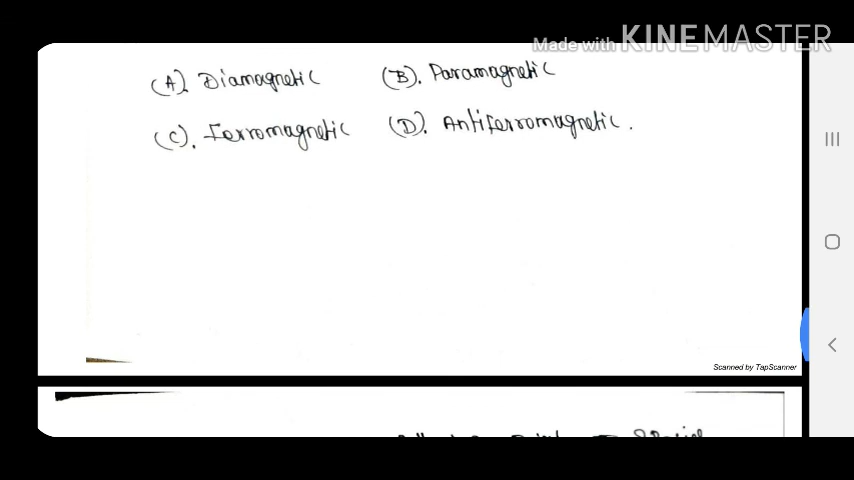 Made with KINEMASTER
(A). Diamagnetic (B). Paramagnetic
(C). Ferromagnetic (D). Antiferromagnetic.
Scanned by TapScanner